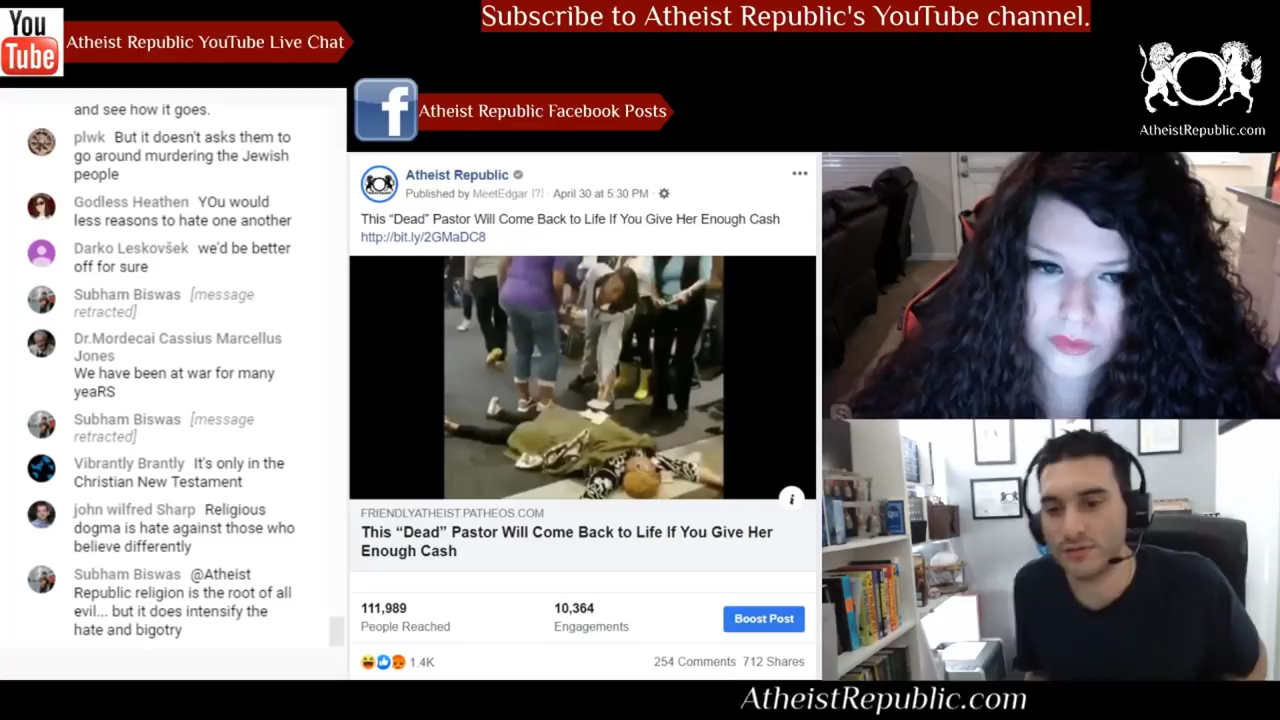 You
Tube
Atheist Republic YouTube Live Chat
Subscribe to Atheist Republic's YouTube channel.
AtheistRepublic.com
f
Atheist Republic Facebook Posts
and see how it goes.
plwk But it doesn't asks them to
go around murdering the Jewish
people
Godless Heathen YOu would
less reasons to hate one another
Darko Leskovšek we'd be better
off for sure
Subham Biswas [message
retracted]
Dr.Mordecai Cassius Marcellus
Jones
We have been at war for many
yeaRS
Subham Biswas [message
retracted]
Vibrantly Brantly It's only in the
Christian New Testament
john wilfred Sharp Religious
dogma is hate against those who
believe differently
Subham Biswas @Atheist
Republic religion is the root of all
evil... but it does intensify the
hate and bigotry
Atheist Republic
Published by MeetEdgar [?] · April 30 at 5:30 PM ·
This “Dead” Pastor Will Come Back to Life If You Give Her Enough Cash
http://bit.ly/2GMaDC8
i
FRIENDLYATHEIST.PATHEOS.COM
This “Dead” Pastor Will Come Back to Life If You Give Her
Enough Cash
111,989
People Reached
10,364
Engagements
Boost Post
1.4K
254 Comments 712 Shares
AtheistRepublic.com